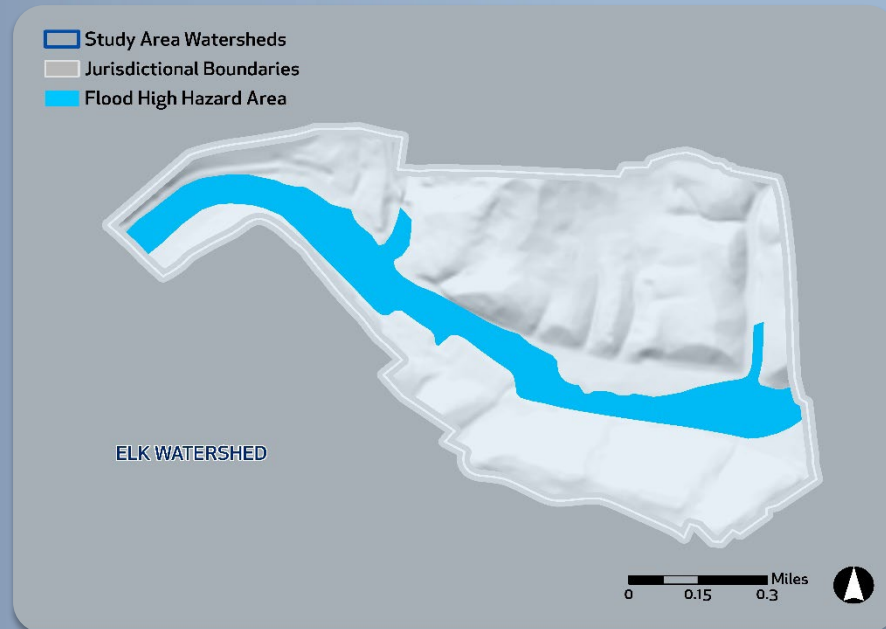 Study Area Watersheds
Jurisdictional Boundaries
Flood High Hazard Area
ELK WATERSHED
Miles
0 0.15 0.3